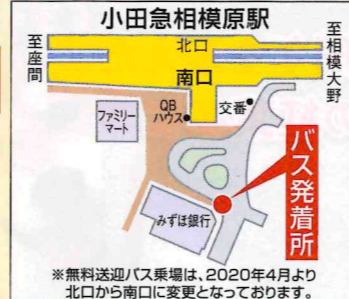 小田急相模原駅
至座間
北口
至相模大野
南口
QB
ハウス
交番
ファミリー
マート
バス発着所
みずほ銀行
※無料送迎バス乗場は、2020年4月より
北口から南口に変更となっております。